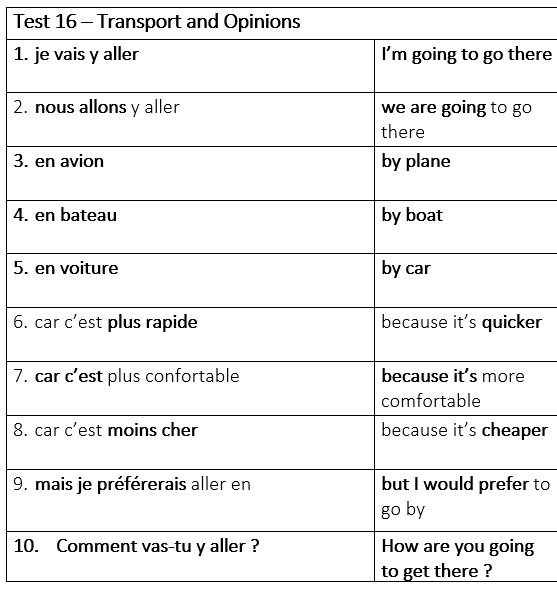 Test 16 – Transport and Opinions
1. je vais y aller
I'm going to go there
2. nous allons y aller
we are going to go
there
3. en avion
by plane
4. en bateau
by boat
5. en voiture
by car
6. car c'est plus rapide
because it's quicker
7. car c'est plus confortable
because it's more
comfortable
8. car c'est moins cher
because it's cheaper
9. mais je préférerais aller en
but I would prefer to
go by
10. Comment vas-tu y aller ?
How are you going
to get there ?